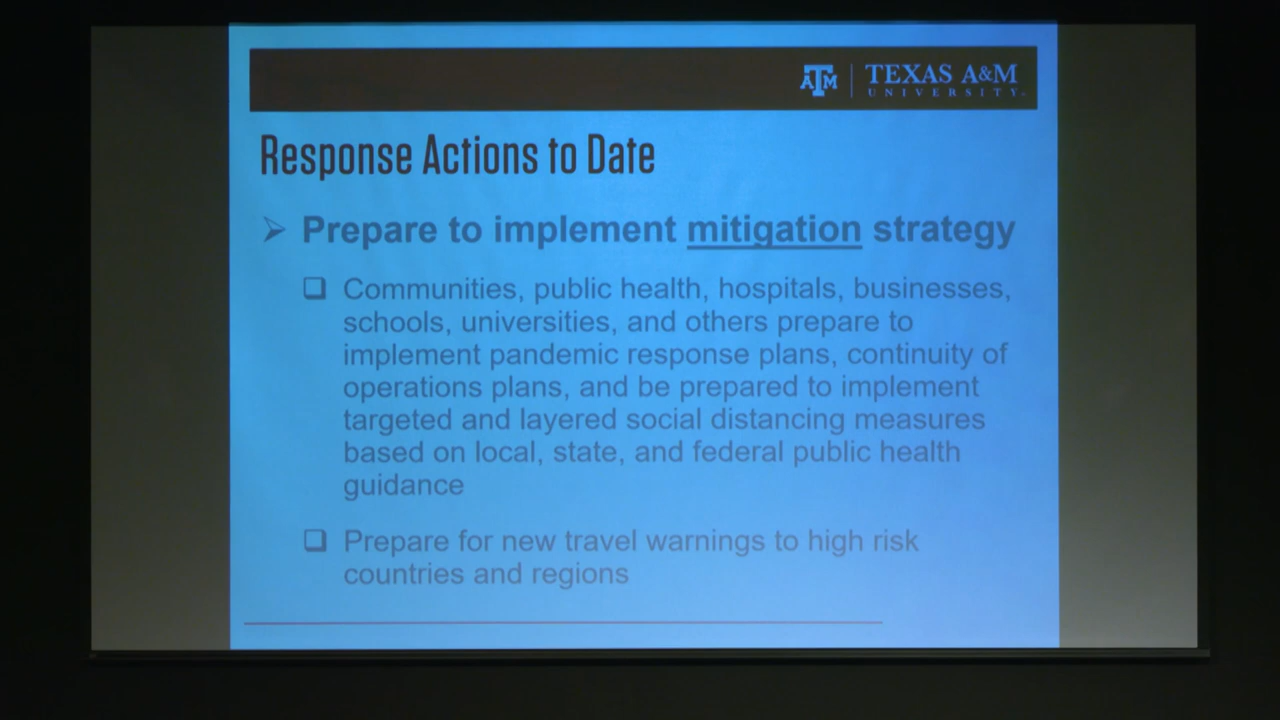 ATM | TEXAS A&M
UNIVERSITY.
Response Actions to Date
➢ Prepare to implement mitigation strategy
❑ Communities, public health, hospitals, businesses,
schools, universities, and others prepare to
implement pandemic response plans, continuity of
operations plans, and be prepared to implement
targeted and layered social distancing measures
based on local, state, and federal public health
guidance
❑ Prepare for new travel warnings to high risk
countries and regions